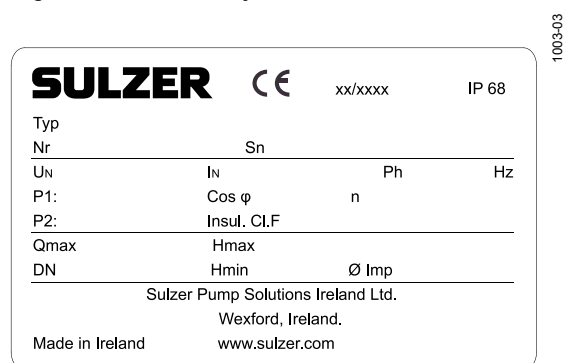 1003-03
SULZER CE xx/xxxx IP 68
Typ
Nr Sn
UN IN Ph Hz
P1: Cos φ n
P2: Insul. Cl.F
Qmax Hmax
DN Hmin Ø Imp
Sulzer Pump Solutions Ireland Ltd.
Wexford, Ireland.
Made in Ireland www.sulzer.com